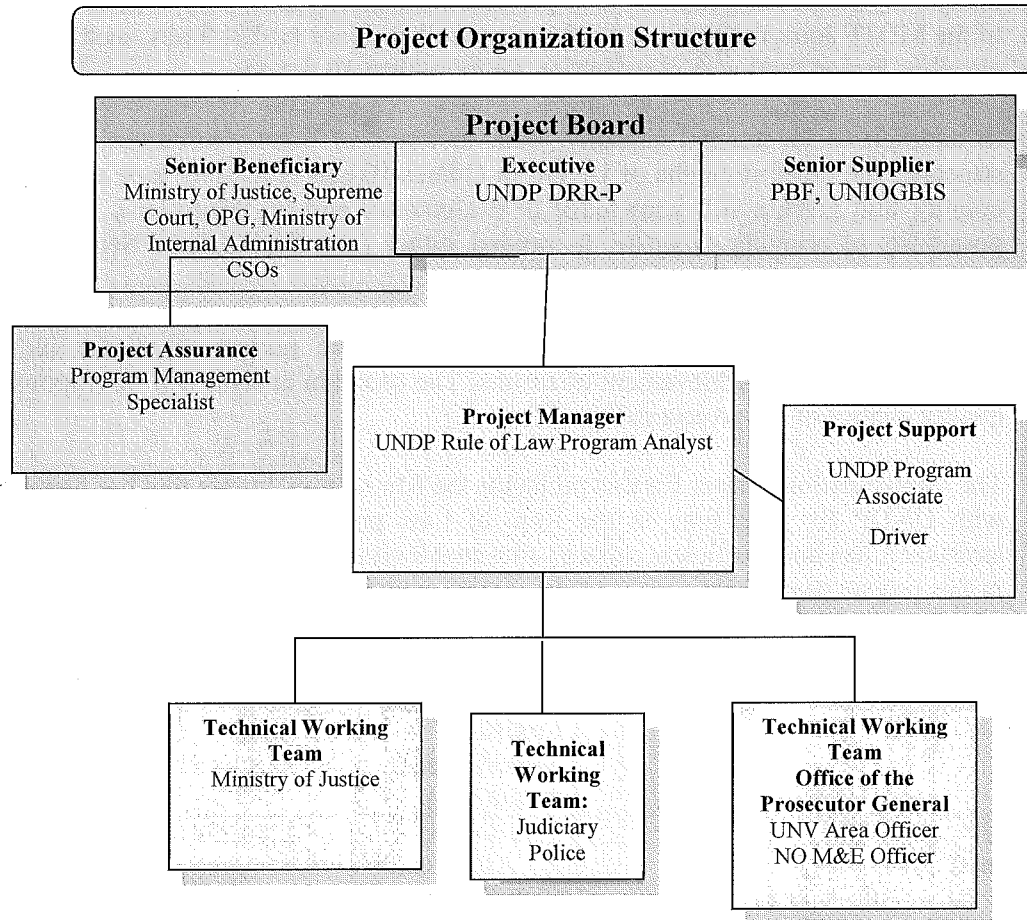 Project Organization Structure
Project Board
Senior Beneficiary
Ministry of Justice, Supreme
Court, OPG, Ministry of
Internal Administration
CSOs
Executive
UNDP DRR-P
Senior Supplier
PBF, UNIOGBIS
Project Assurance
Program Management
Specialist
Project Manager
UNDP Rule of Law Program Analyst
Project Support
UNDP Program
Associate
Driver
Technical Working
Team
Ministry of Justice
Technical
Working
Team:
Judiciary
Police
Technical Working
Team
Office of the
Prosecutor General
UNV Area Officer
NO M&E Officer